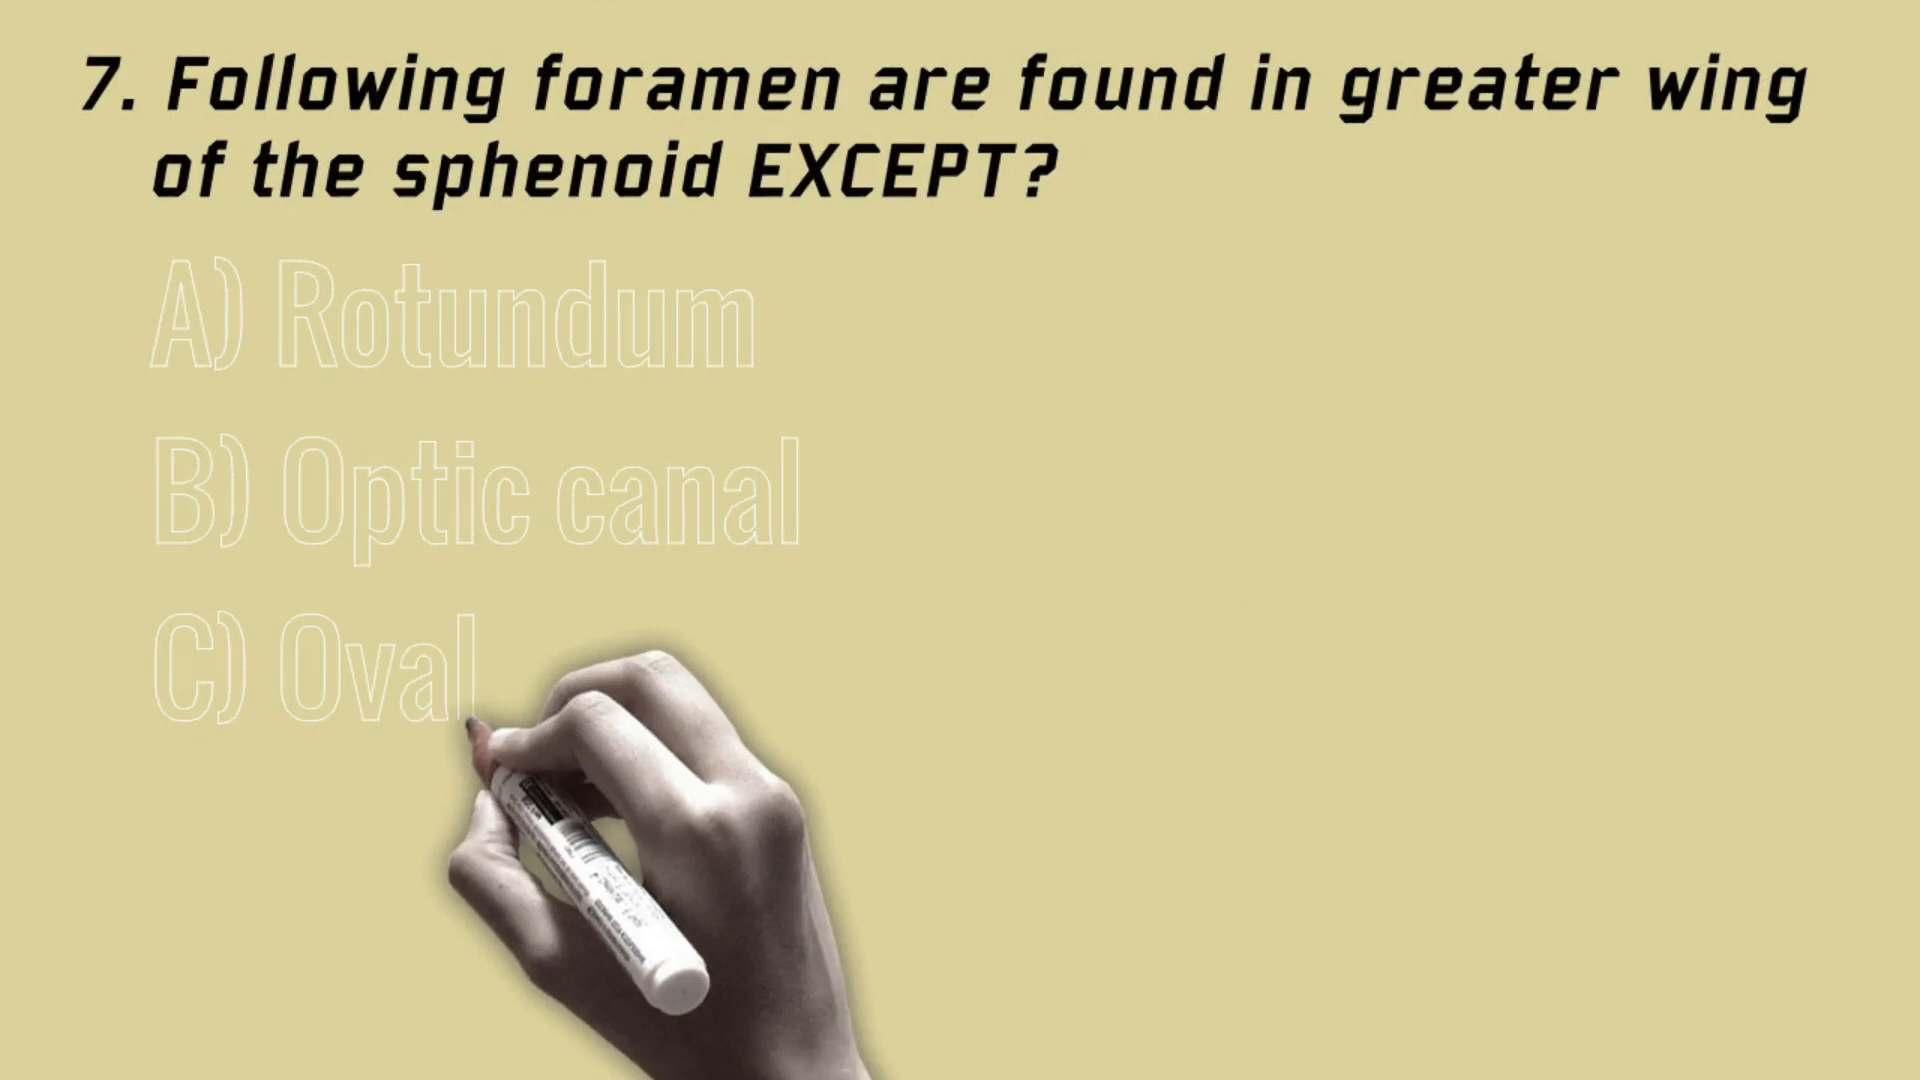 7. Following foramen are found in greater wing
of the sphenoid EXCEPT?
A) Rotundum
B) Optic canal
C) Oval